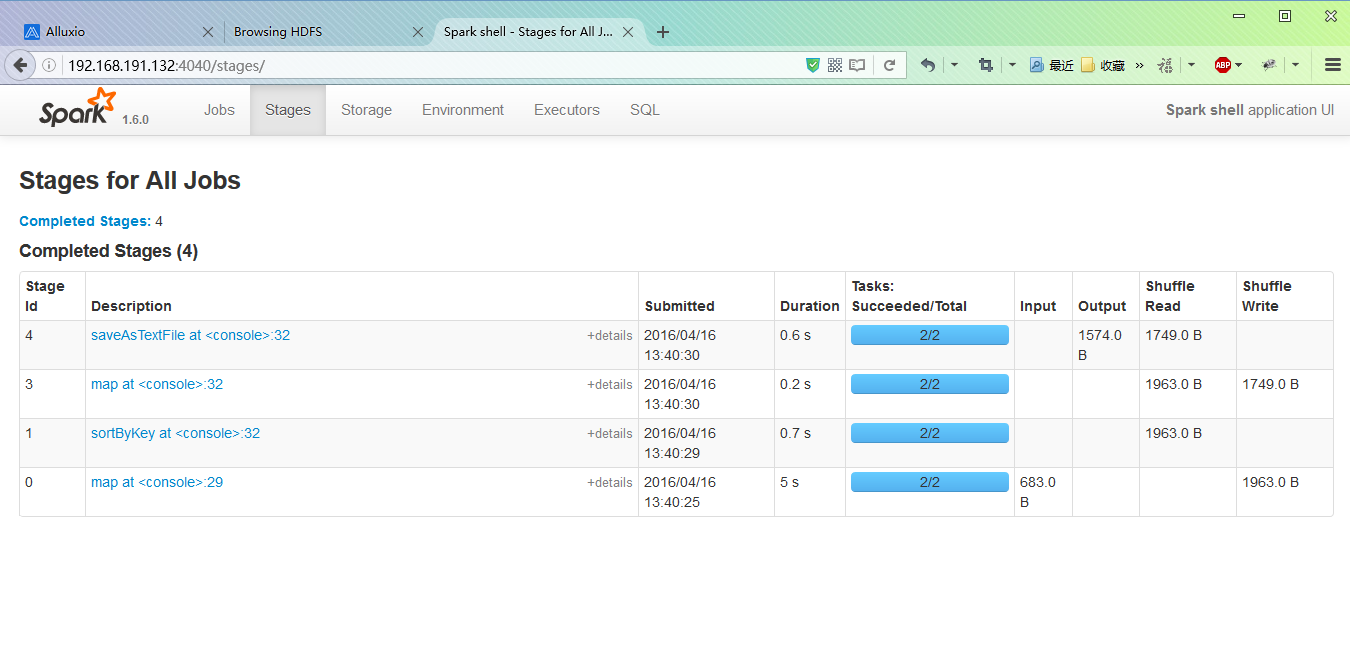 Alluxio
Browsing HDFS
Spark shell - Stages for All J...
192.168.191.132:4040/stages/
最近
收藏
ABP
Spark 1.6.0
Jobs
Stages
Storage
Environment
Executors
SQL
Spark shell application UI
Stages for All Jobs
Completed Stages: 4
Completed Stages (4)
Stage Id
Description
Submitted
Duration
Tasks: Succeeded/Total
Input
Output
Shuffle Read
Shuffle Write
4 saveAsTextFile at <console>:32 +details 2016/04/16 13:40:30 0.6 s 2/2 1574.0 B 1749.0 B
3 map at <console>:32 +details 2016/04/16 13:40:30 0.2 s 2/2 1963.0 B 1749.0 B
1 sortByKey at <console>:32 +details 2016/04/16 13:40:29 0.7 s 2/2 1963.0 B
0 map at <console>:29 +details 2016/04/16 13:40:25 5 s 2/2 683.0 B 1963.0 B